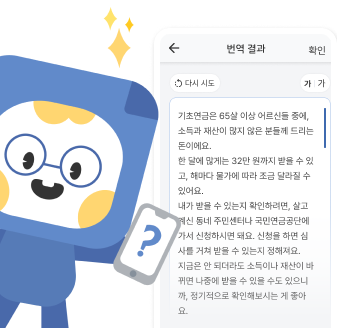 번역 결과
확인
다시 시도
가 가
기초연금은 65살 이상 어르신들 중에,
소득과 재산이 많지 않은 분들께 드리는
돈이에요.
한 달에 많게는 32만 원까지 받을 수 있
고, 해마다 물가에 따라 조금 달라질 수
있어요.
내가 받을 수 있는지 확인하려면, 살고
계신 동네 주민센터나 국민연금공단에
가서 신청하시면 돼요. 신청을 하면 심
사를 거쳐 받을 수 있는지 정해져요.
지금은 안 되더라도 소득이나 재산이 바
뀌면 나중에 받을 수 있을 수도 있으니
까, 정기적으로 확인해보시는 게 좋아
요.
?